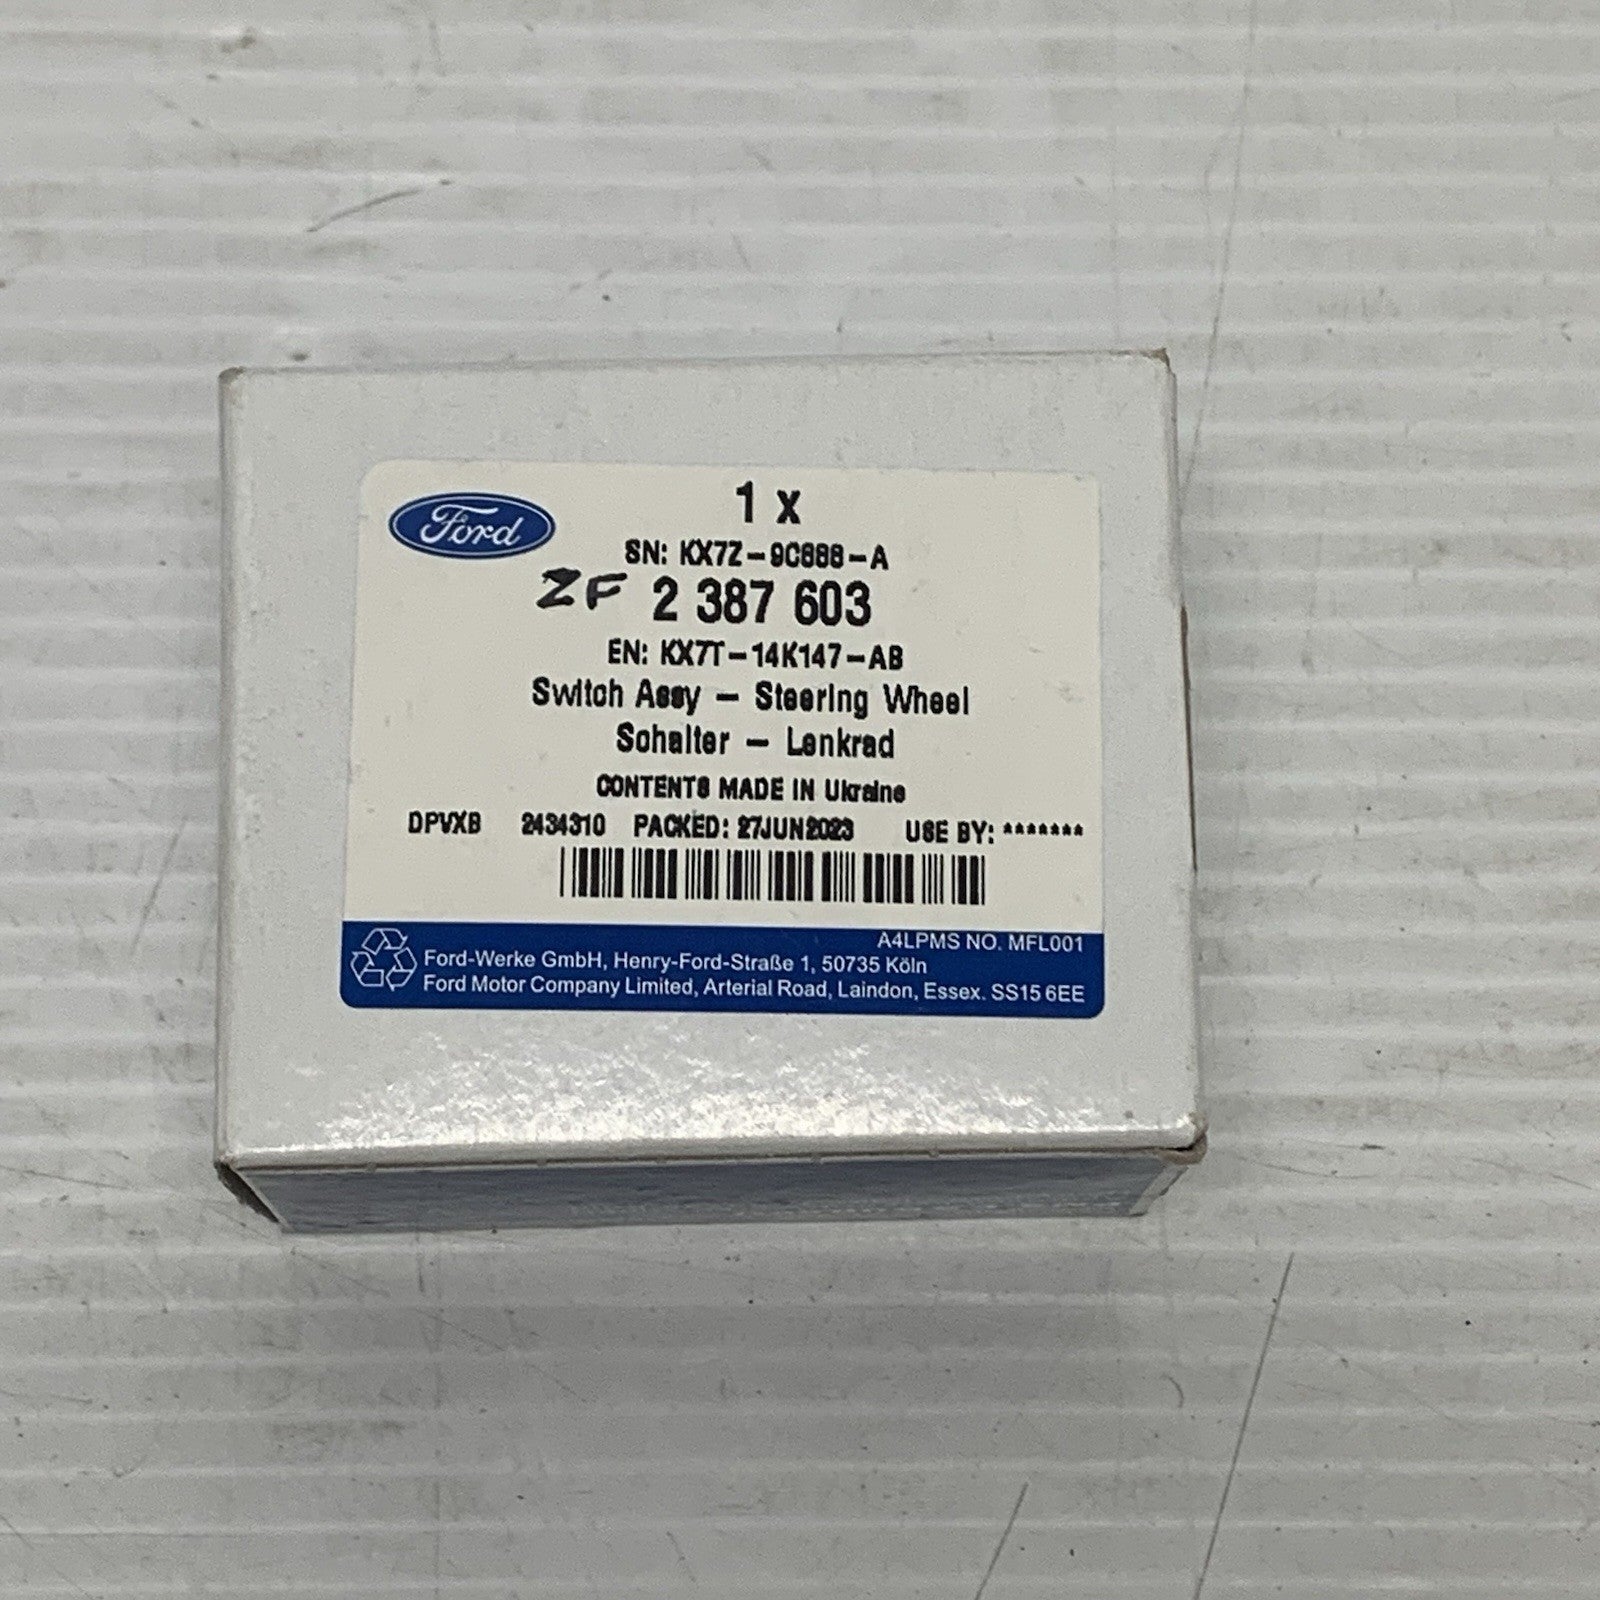 Ford
1 x
SN: KX7Z-9C888-A
ZF 2 387 603
EN: KX7T-14K147-AB
Switch Assy - Steering Wheel
Schalter - Lenkrad
CONTENTS MADE IN Ukraine
DPVXB 2434310 PACKED: 27JUN2023 USE BY: *******
A4LPMS NO. MFL001
Ford-Werke GmbH, Henry-Ford-Straße 1, 50735 Köln
Ford Motor Company Limited, Arterial Road, Laindon, Essex. SS15 6EE